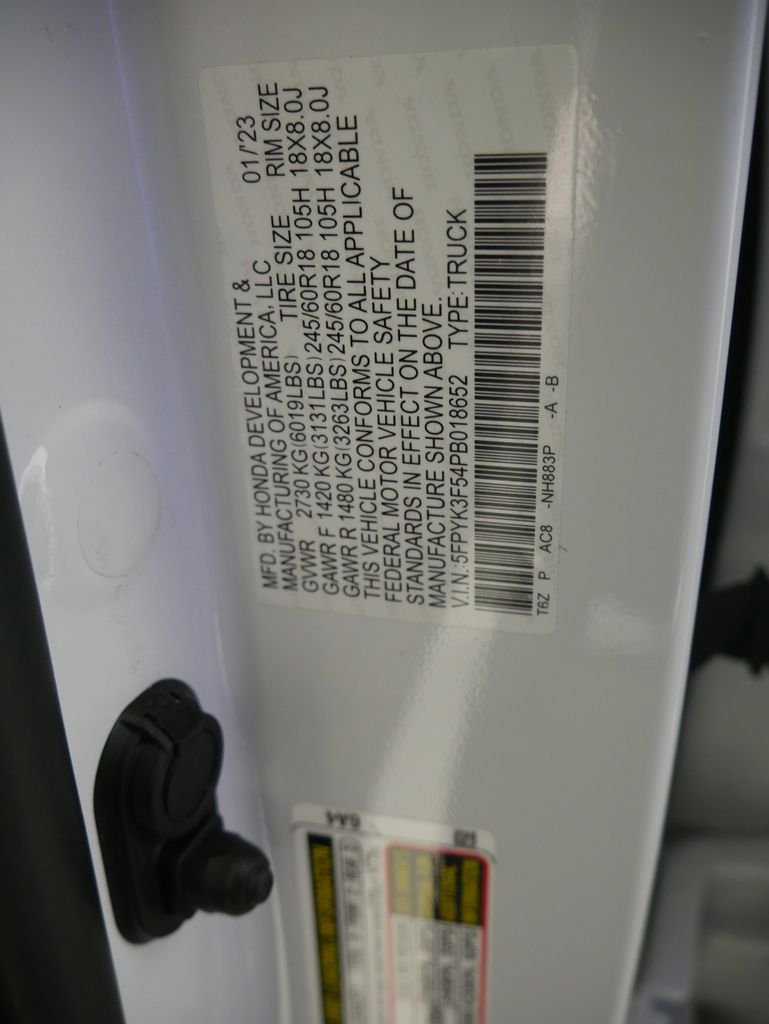 MFD. BY HONDA DEVELOPMENT &
MANUFACTURING OF AMERICA, LLC 01/'23
GVWR 2730 KG(6019LBS) TIRE SIZE RIM SIZE
GAWR F 1420 KG(3131LBS) 245/60R18 105H 18X8.0J
GAWR R 1480 KG(3263LBS) 245/60R18 105H 18X8.0J
THIS VEHICLE CONFORMS TO ALL APPLICABLE
FEDERAL MOTOR VEHICLE SAFETY
STANDARDS IN EFFECT ON THE DATE OF
MANUFACTURE SHOWN ABOVE.
V.I.N.:5FPYK3F54PB018652 TYPE:TRUCK
T6Z P AC8 -NH883P -A -B
HONDA
6A4